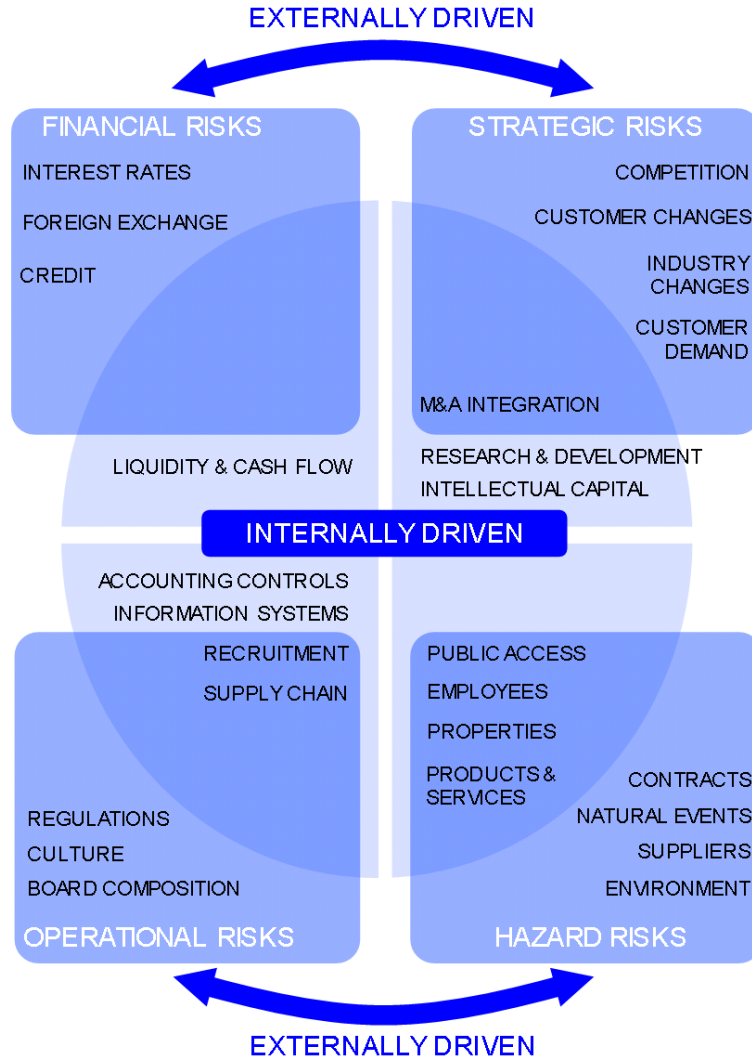 EXTERNALLY DRIVEN
FINANCIAL RISKS
INTEREST RATES
FOREIGN EXCHANGE
CREDIT
LIQUIDITY & CASH FLOW
STRATEGIC RISKS
COMPETITION
CUSTOMER CHANGES
INDUSTRY
CHANGES
CUSTOMER
DEMAND
M&A INTEGRATION
RESEARCH & DEVELOPMENT
INTELLECTUAL CAPITAL
INTERNALLY DRIVEN
ACCOUNTING CONTROLS
INFORMATION SYSTEMS
RECRUITMENT
SUPPLY CHAIN
REGULATIONS
CULTURE
BOARD COMPOSITION
OPERATIONAL RISKS
PUBLIC ACCESS
EMPLOYEES
PROPERTIES
PRODUCTS &
SERVICES
CONTRACTS
NATURAL EVENTS
SUPPLIERS
ENVIRONMENT
HAZARD RISKS
EXTERNALLY DRIVEN